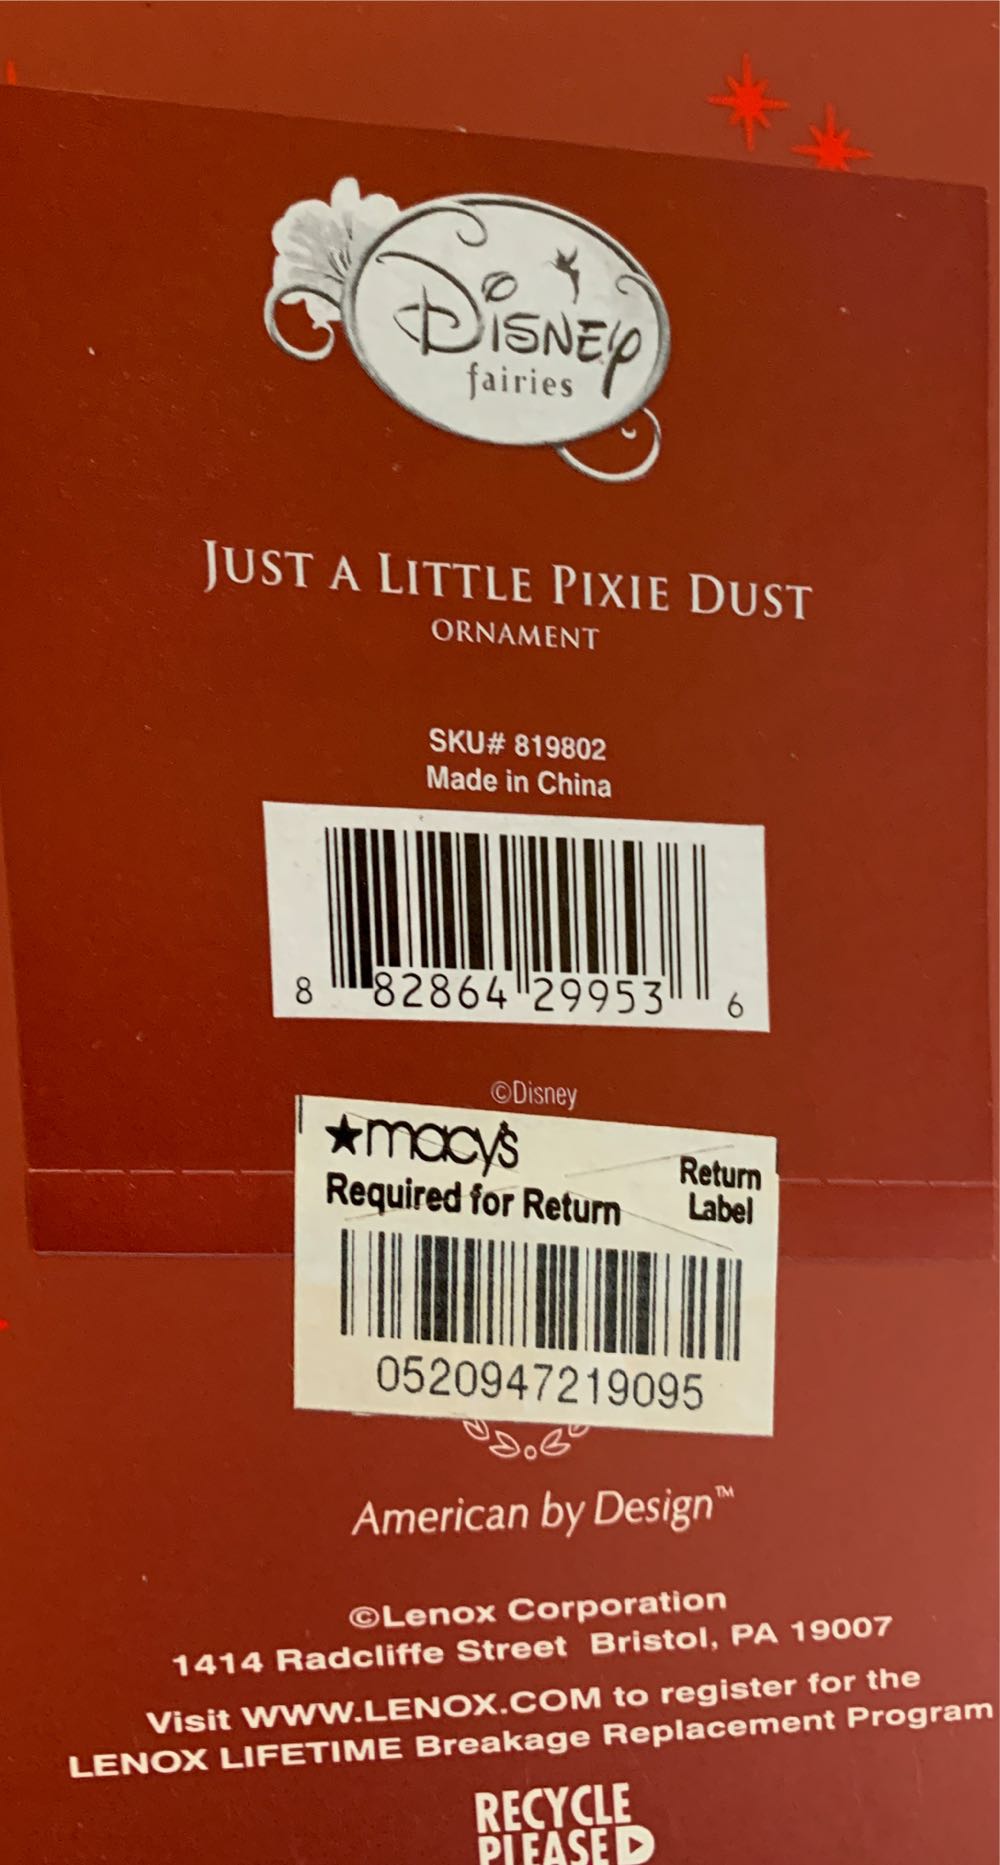 Disney
fairies
JUST A LITTLE PIXIE DUST
ORNAMENT
SKU# 819802
Made in China
8 82864 29953 6
©Disney
★macy's
Required for Return
Return
Label
0520947219095
American by Design™
©Lenox Corporation
1414 Radcliffe Street Bristol, PA 19007
Visit WWW.LENOX.COM to register for the
LENOX LIFETIME Breakage Replacement Program
RECYCLE
PLEASE